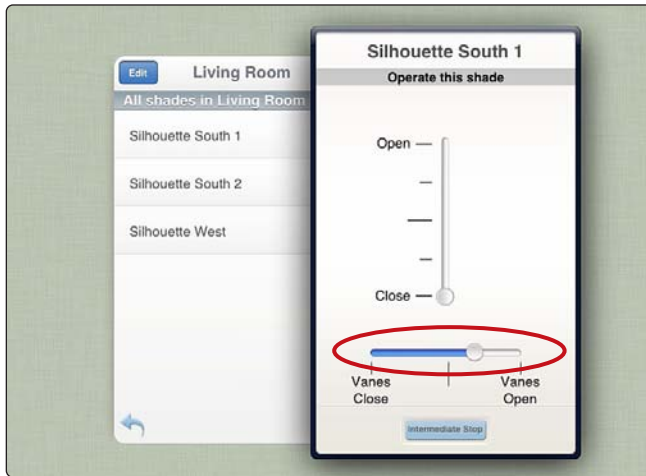 Edit
Living Room
All shades in Living Room
Silhouette South 1
Silhouette South 2
Silhouette West
Silhouette South 1
Operate this shade
Open
Close
Vanes
Close
Vanes
Open
Intermediate Stop